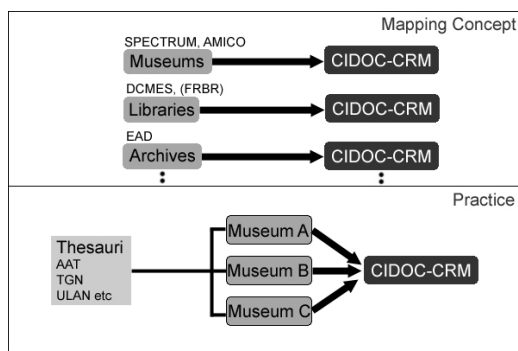 Mapping Concept
SPECTRUM, AMICO
Museums
CIDOC-CRM
DCMES, (FRBR)
Libraries
CIDOC-CRM
EAD
Archives
CIDOC-CRM
Practice
Thesauri
AAT
TGN
ULAN etc
Museum A
Museum B
Museum C
CIDOC-CRM